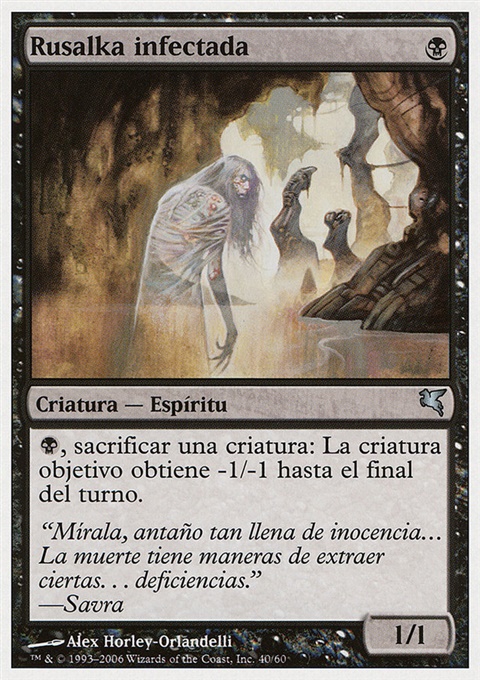 Rusalka infectada
Criatura — Espíritu
, sacrificar una criatura: La criatura
objetivo obtiene -1/-1 hasta el final
del turno.
“Mírala, antaño tan llena de inocencia…
La muerte tiene maneras de extraer
ciertas. . . deficiencias.”
—Savra
Alex Horley-Orlandelli
1/1
™ & © 1993–2006 Wizards of the Coast, Inc. 40/60